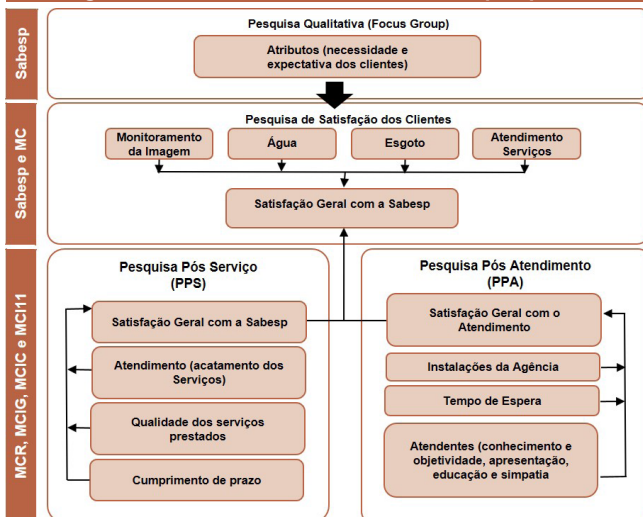 Sabesp
Pesquisa Qualitativa (Focus Group)
Atributos (necessidade e
expectativa dos clientes)
Sabesp e MC
Pesquisa de Satisfação dos Clientes
Monitoramento
da Imagem
Água
Esgoto
Atendimento
Serviços
Satisfação Geral com a Sabesp
MCR, MCIG, MCIC e MCI11
Pesquisa Pós Serviço
(PPS)
Satisfação Geral com a Sabesp
Atendimento (acatamento dos
Serviços)
Qualidade dos serviços
prestados
Cumprimento de prazo
Pesquisa Pós Atendimento
(PPA)
Satisfação Geral com o
Atendimento
Instalações da Agência
Tempo de Espera
Atendentes (conhecimento e
objetividade, apresentação,
educação e simpatia